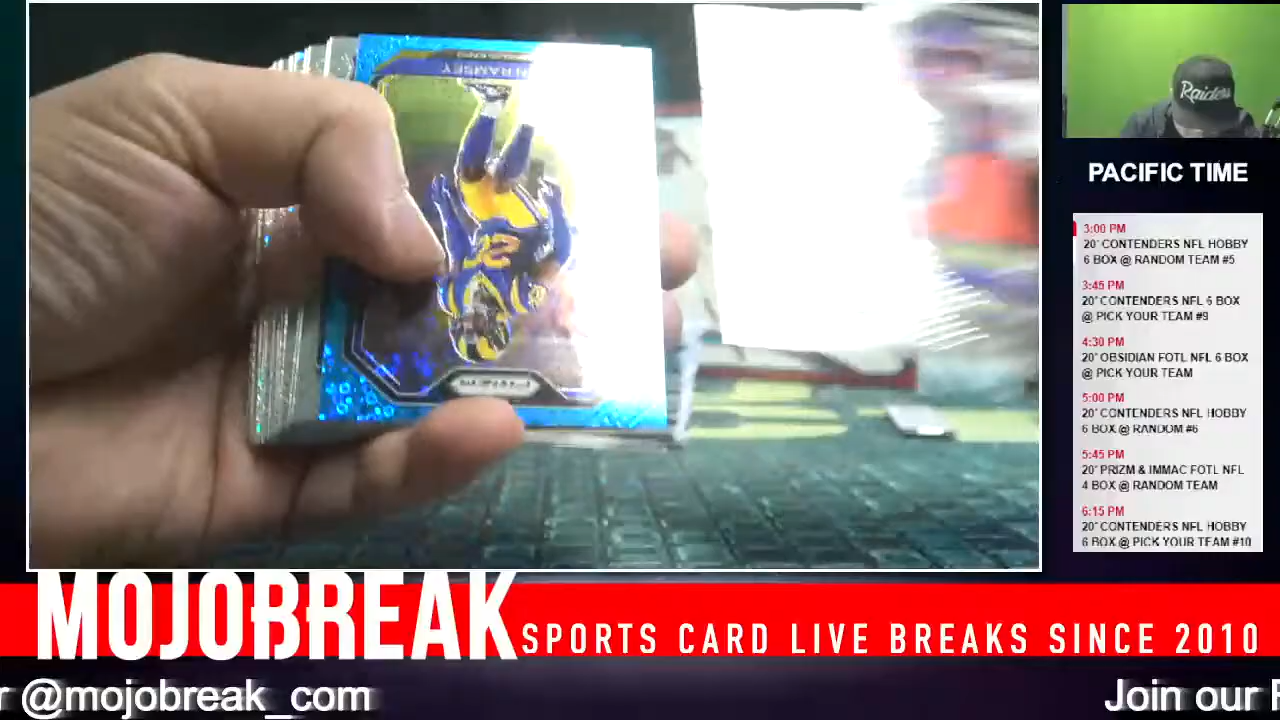 RAMSEY
20
Raiders
PACIFIC TIME
3:00 PM
20' CONTENDERS NFL HOBBY
6 BOX @ RANDOM TEAM #5
3:45 PM
20' CONTENDERS NFL 6 BOX
@ PICK YOUR TEAM #9
4:30 PM
20' OBSIDIAN FOTL NFL 6 BOX
@ PICK YOUR TEAM
5:00 PM
20' CONTENDERS NFL HOBBY
6 BOX @ RANDOM #6
5:45 PM
20' PRIZM & IMMAC FOTL NFL
4 BOX @ RANDOM TEAM
6:15 PM
20' CONTENDERS NFL HOBBY
6 BOX @ PICK YOUR TEAM #10
MOJOBREAK
SPORTS CARD LIVE BREAKS SINCE 2010
@mojobreak_com
Join our